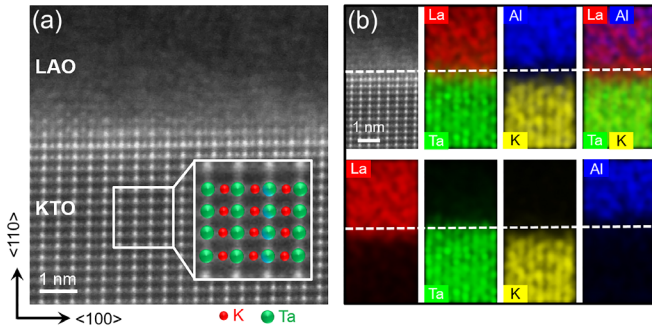 (a)
LAO
KTO
<110>
1 nm
<100>
K
Ta
(b)
La
Al
La Al
1 nm
Ta
K
Ta K
La
Al
Ta
K